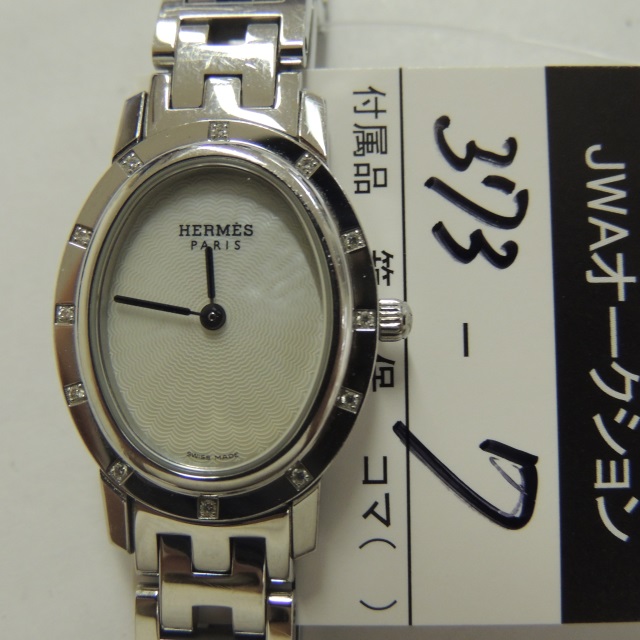 HERMÈS
PARIS
SWISS MADE
JWAオークション
373-7
付属品 箱 保 コマ( )